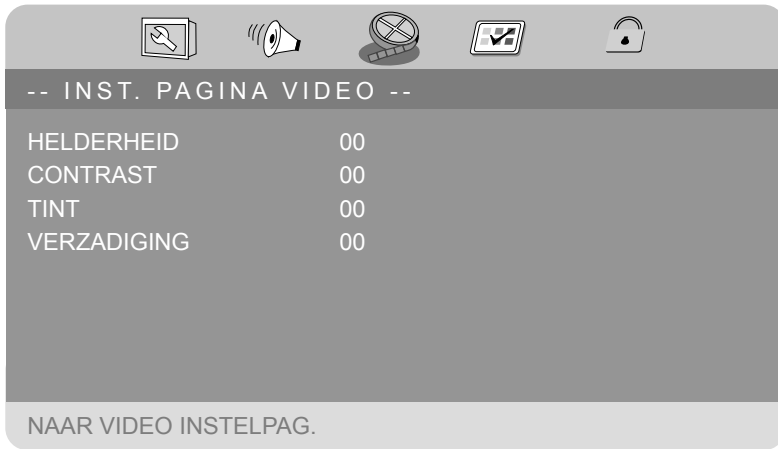 -- INST. PAGINA VIDEO --
HELDERHEID 00
CONTRAST 00
TINT 00
VERZADIGING 00
NAAR VIDEO INSTELPAG.